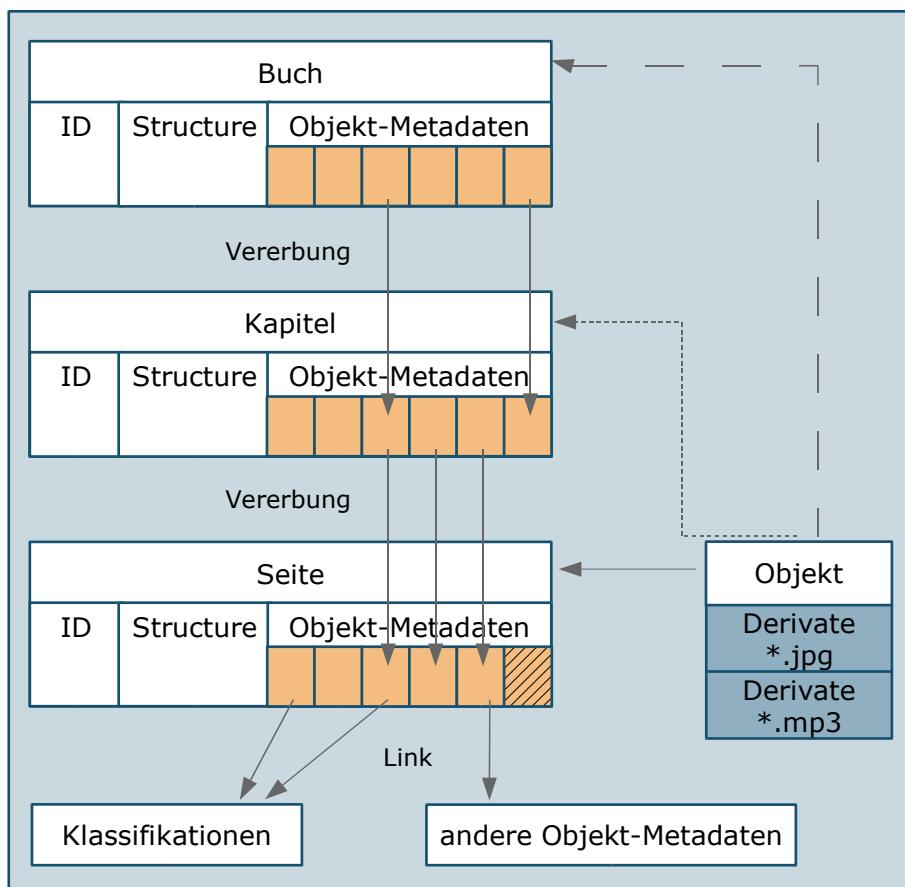 Buch
ID Structure Objekt-Metadaten
Vererbung
Kapitel
ID Structure Objekt-Metadaten
Vererbung
Seite
ID Structure Objekt-Metadaten
Objekt
Derivate
*.jpg
Derivate
*.mp3
Link
Klassifikationen
andere Objekt-Metadaten